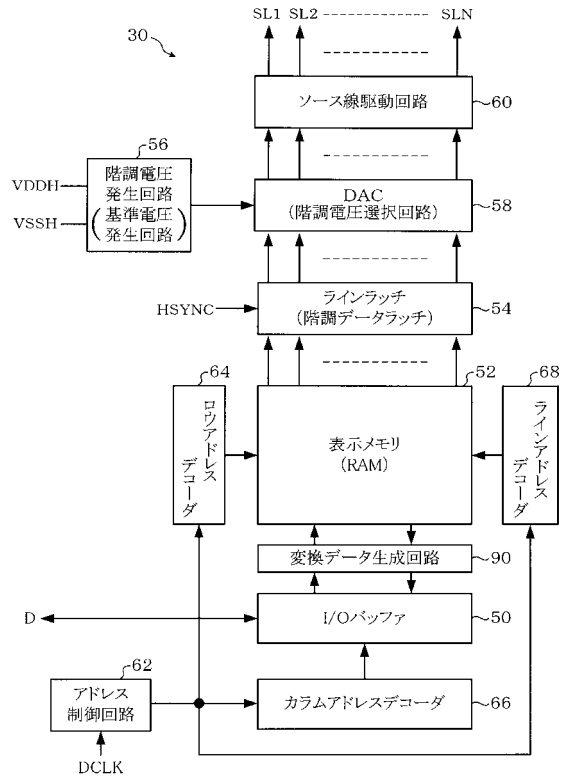 SL1 SL2 SLN
30
ソース線駆動回路
60
56
階調電圧
発生回路
(基準電圧
発生回路)
VDDH
VSSH
DAC
(階調電圧選択回路)
58
HSYNC
ラインラッチ
(階調データラッチ)
54
52
64
68
ロウアドレス
デコーダ
表示メモリ
(RAM)
ラインアドレス
デコーダ
変換データ生成回路
90
D
I/Oバッファ
50
62
アドレス
制御回路
カラムアドレスデコーダ
66
DCLK